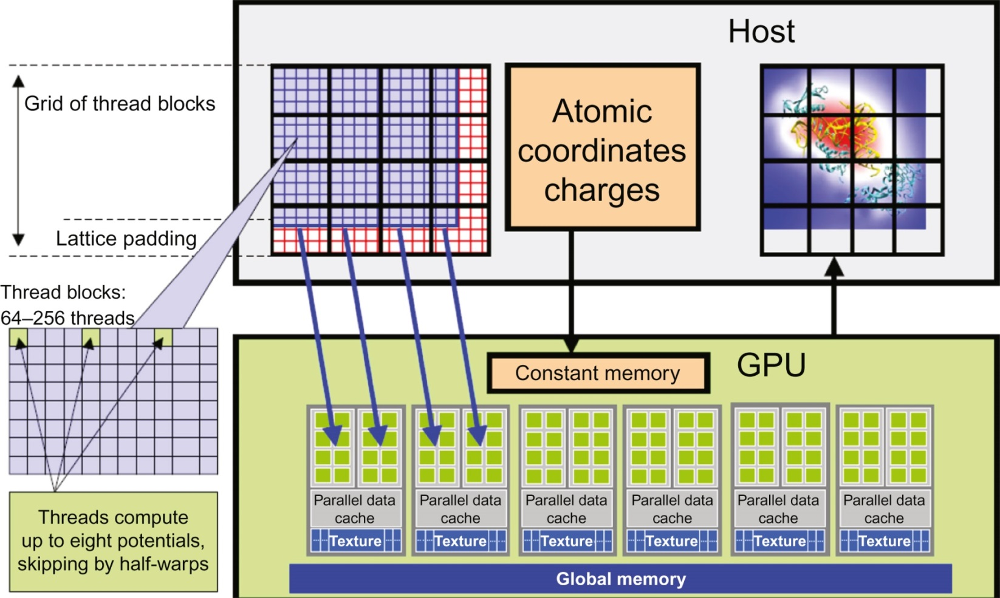 Host
Grid of thread blocks
Atomic
coordinates
charges
Lattice padding
Thread blocks:
64–256 threads
GPU
Constant memory
Threads compute
up to eight potentials,
skipping by half-warps
Parallel data
cache
Texture
Parallel data
cache
Texture
Parallel data
cache
Texture
Parallel data
cache
Texture
Parallel data
cache
Texture
Parallel data
cache
Texture
Global memory